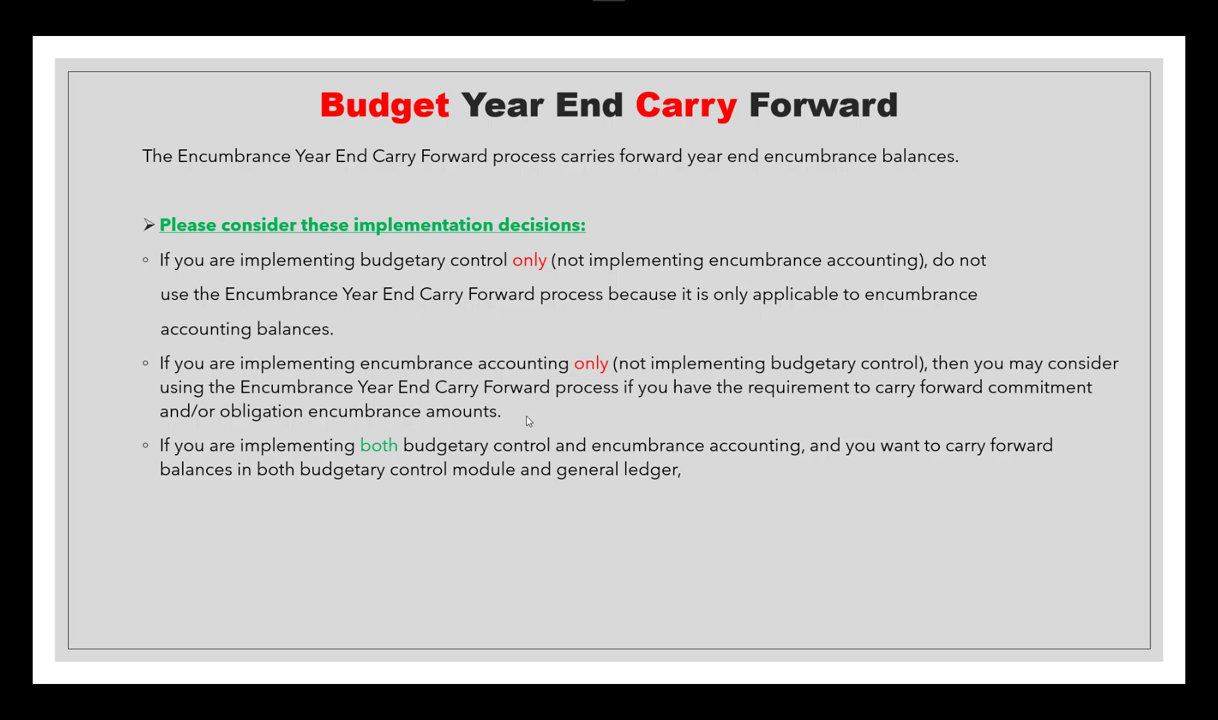 Budget Year End Carry Forward
The Encumbrance Year End Carry Forward process carries forward year end encumbrance balances.
➢ Please consider these implementation decisions:
◦ If you are implementing budgetary control only (not implementing encumbrance accounting), do not
use the Encumbrance Year End Carry Forward process because it is only applicable to encumbrance
accounting balances.
◦ If you are implementing encumbrance accounting only (not implementing budgetary control), then you may consider
using the Encumbrance Year End Carry Forward process if you have the requirement to carry forward commitment
and/or obligation encumbrance amounts.
◦ If you are implementing both budgetary control and encumbrance accounting, and you want to carry forward
balances in both budgetary control module and general ledger,